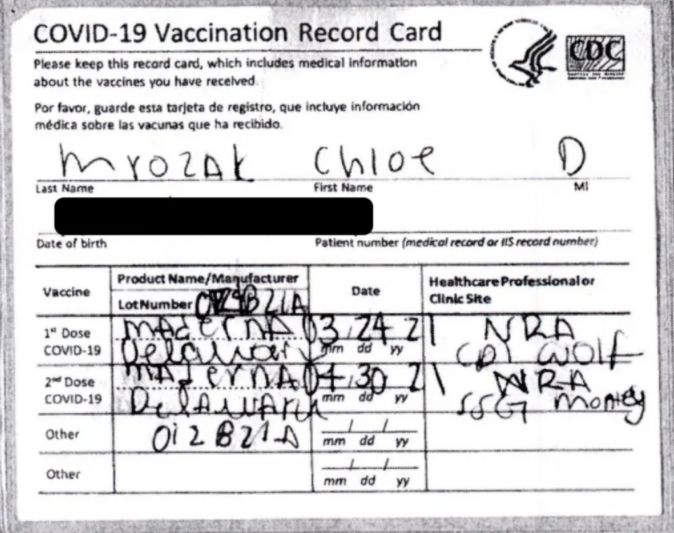 COVID-19 Vaccination Record Card
Please keep this record card, which includes medical information
about the vaccines you have received.
Por favor, guarde esta tarjeta de registro, que incluye información
médica sobre las vacunas que ha recibido.
CDC
Mrozak Chloe D
Last Name First Name MI
Date of birth Patient number (medical record or IIS record number)
Vaccine Product Name/Manufacturer Date Healthcare Professional or
Lot Number Clinic Site
1st Dose maderna 03 24 21 NRA
COVID-19 Delaware mm dd yy CPT Wolf
2nd Dose maderna 04 30 21 NRA
COVID-19 Delaware mm dd yy SSG Montey
Other 012B21A
mm dd yy
Other
mm dd yy